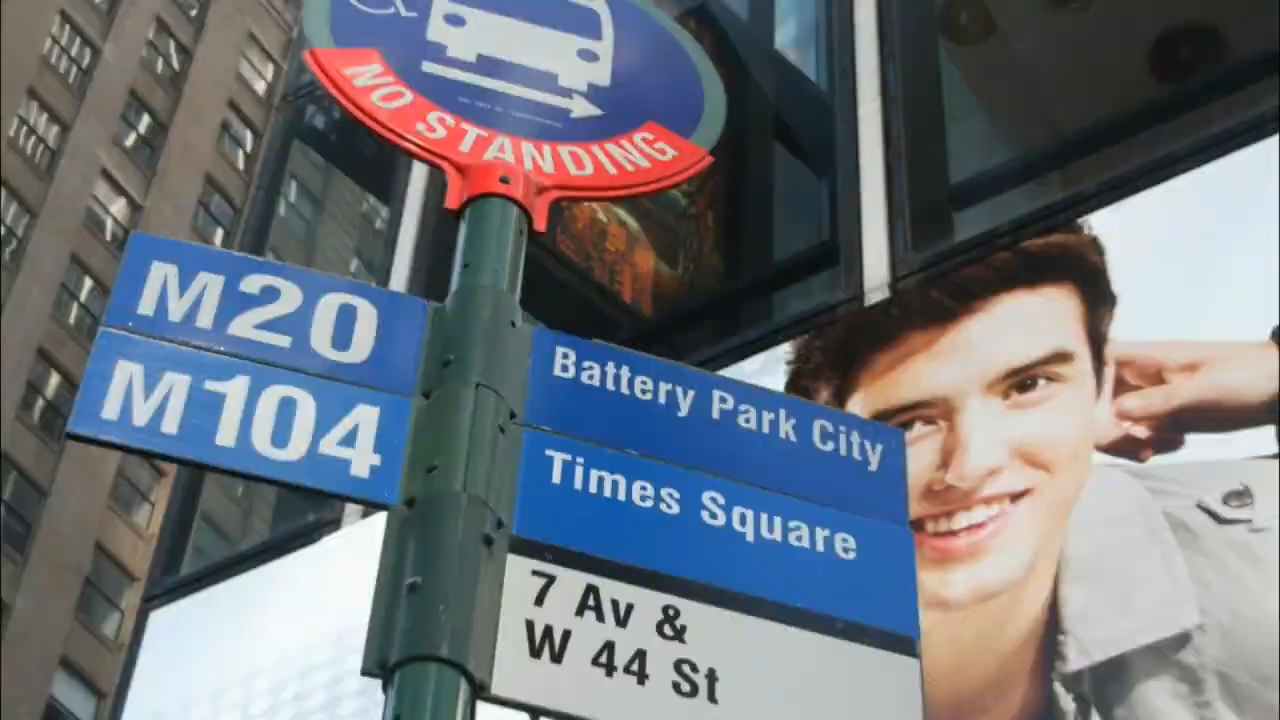 NO STANDING
M20
M104
Battery Park City
Times Square
7 Av &
W 44 St